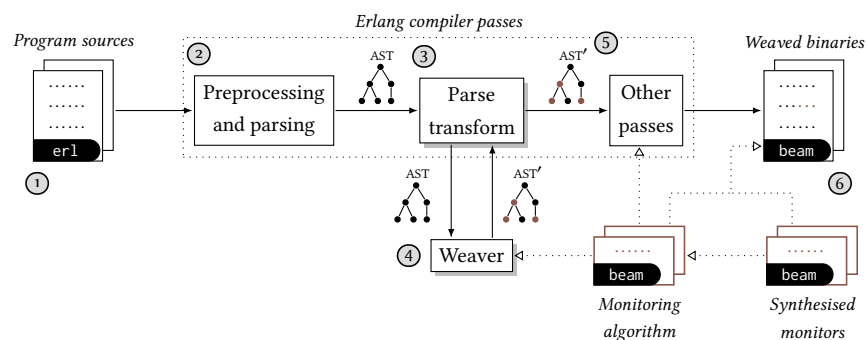 Erlang compiler passes
Program sources
Weaved binaries
2
AST
3
AST′
5
Preprocessing
and parsing
Parse
transform
Other
passes
erl
beam
1
6
AST
AST′
4
Weaver
beam
beam
Monitoring
algorithm
Synthesised
monitors